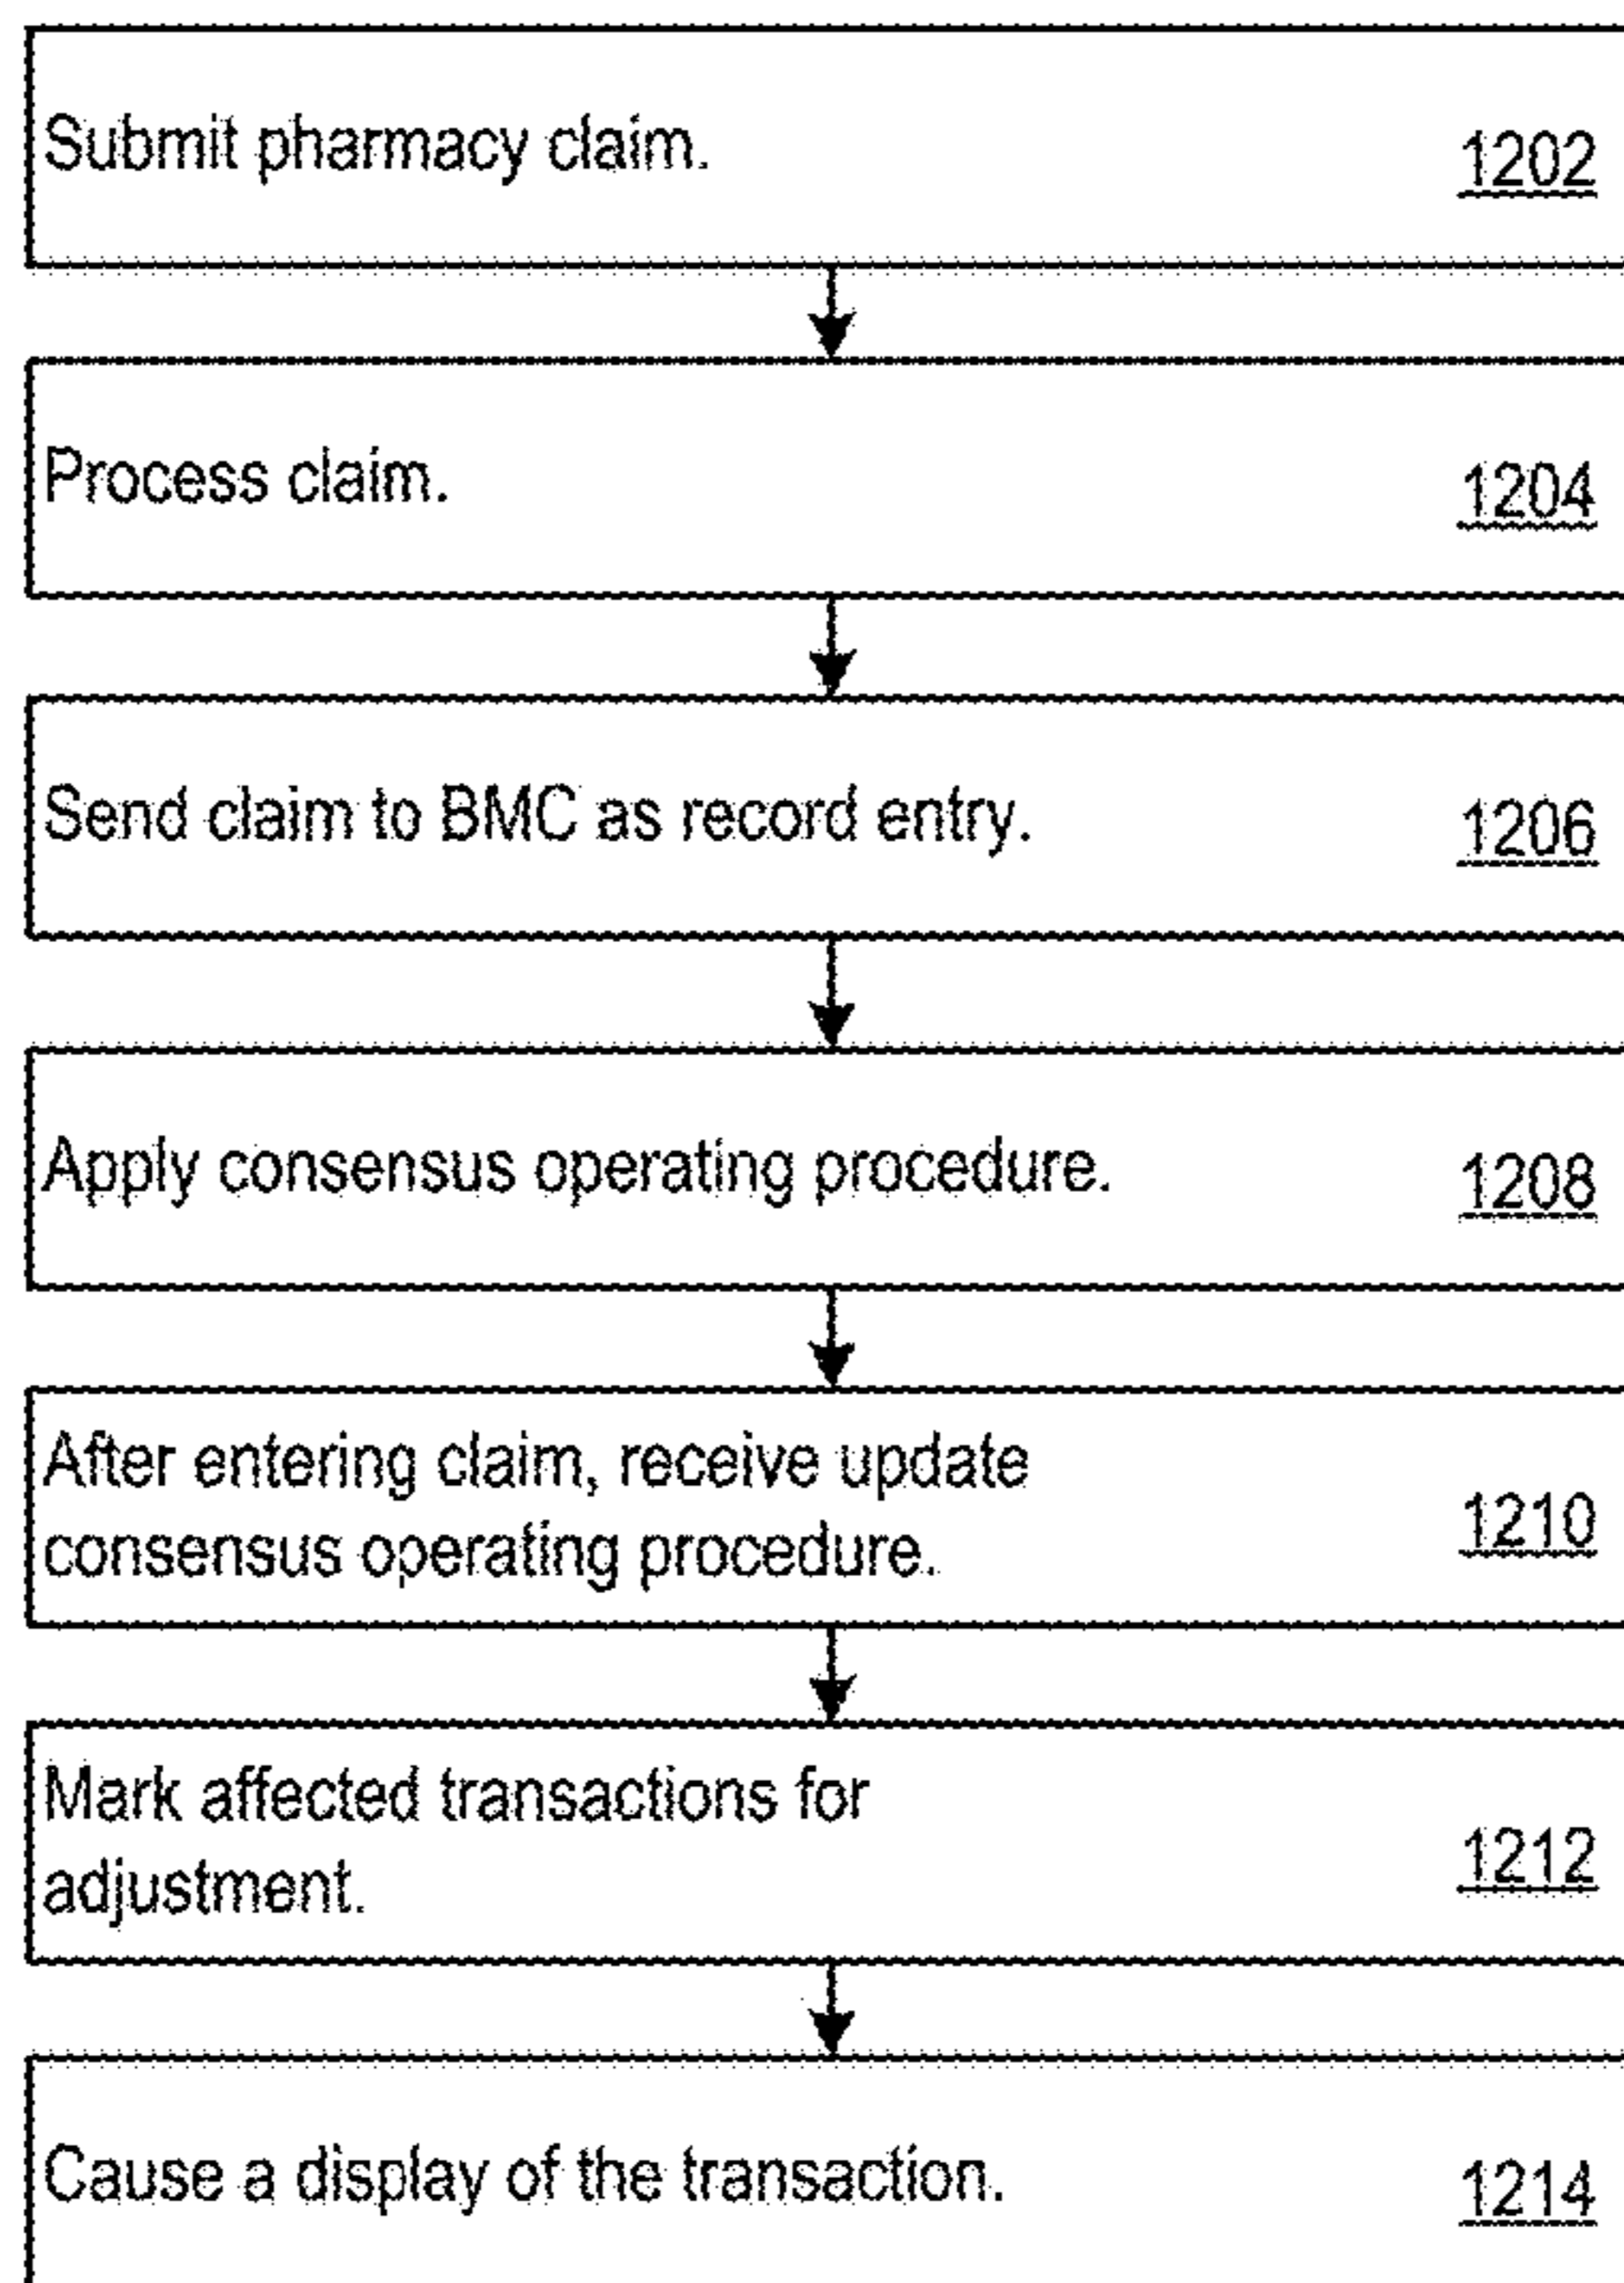 Submit pharmacy claim.
1202
Process claim.
1204
Send claim to BMC as record entry.
1206
Apply consensus operating procedure.
1208
After entering claim, receive update
consensus operating procedure.
1210
Mark affected transactions for
adjustment.
1212
Cause a display of the transaction.
1214